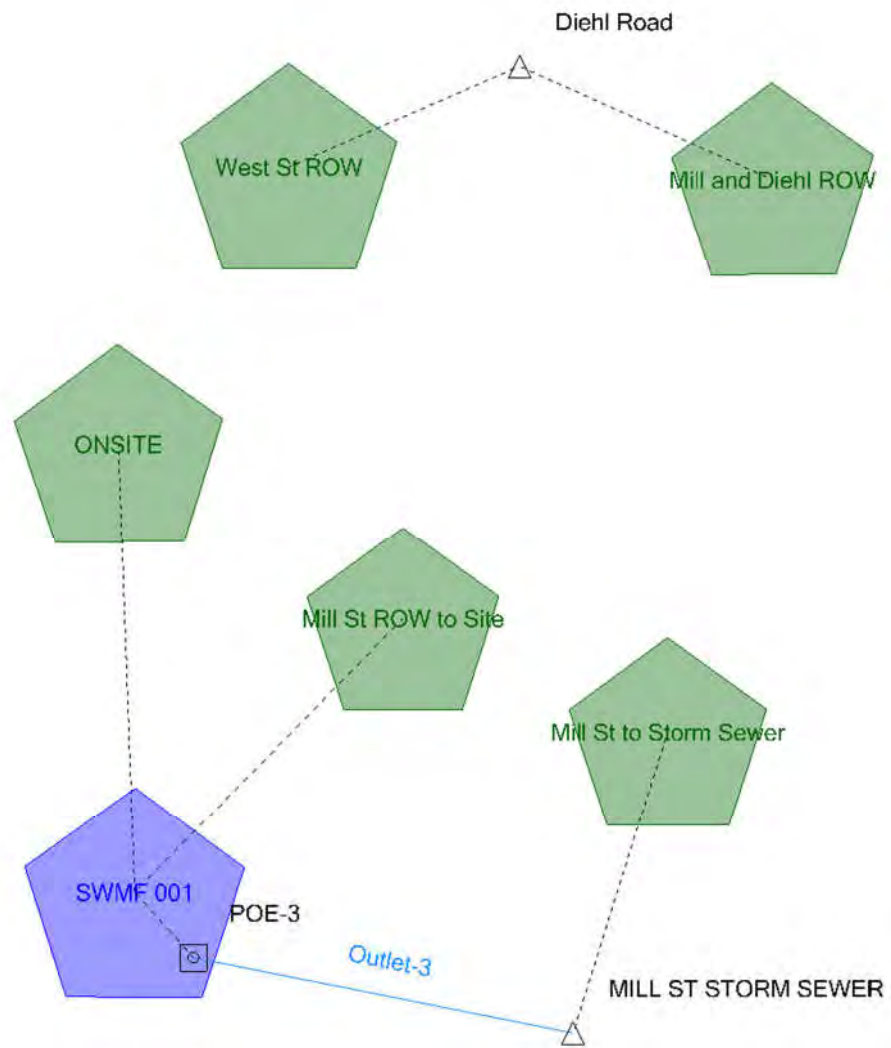 Diehl Road
West St ROW
Mill and Diehl ROW
ONSITE
Mill St ROW to Site
Mill St to Storm Sewer
SWMF 001
POE-3
Outlet-3
MILL ST STORM SEWER